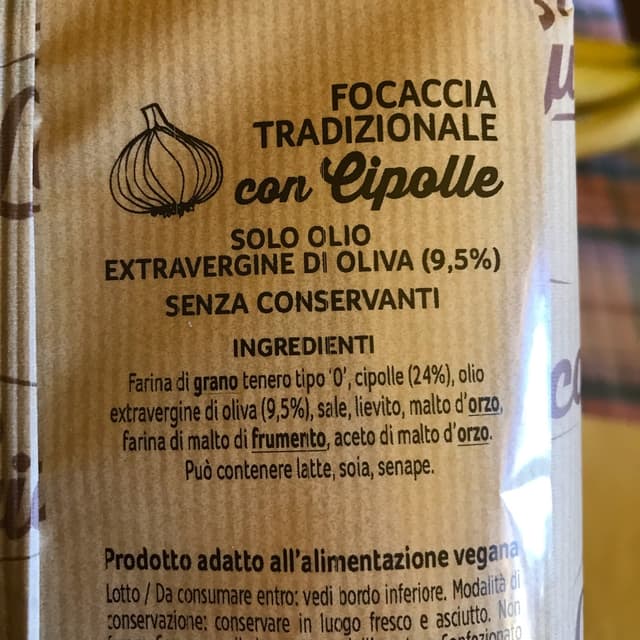 FOCACCIA
TRADIZIONALE
con Cipolle
SOLO OLIO
EXTRAVERGINE DI OLIVA (9,5%)
SENZA CONSERVANTI
INGREDIENTI
Farina di grano tenero tipo '0', cipolle (24%), olio
extravergine di oliva (9,5%), sale, lievito, malto d'orzo,
farina di malto di frumento, aceto di malto d'orzo.
Può contenere latte, soia, senape.
Prodotto adatto all'alimentazione vegana
Lotto / Da consumare entro: vedi bordo inferiore. Modalità di
conservazione: conservare in luogo fresco e asciutto. Non
Confezionato